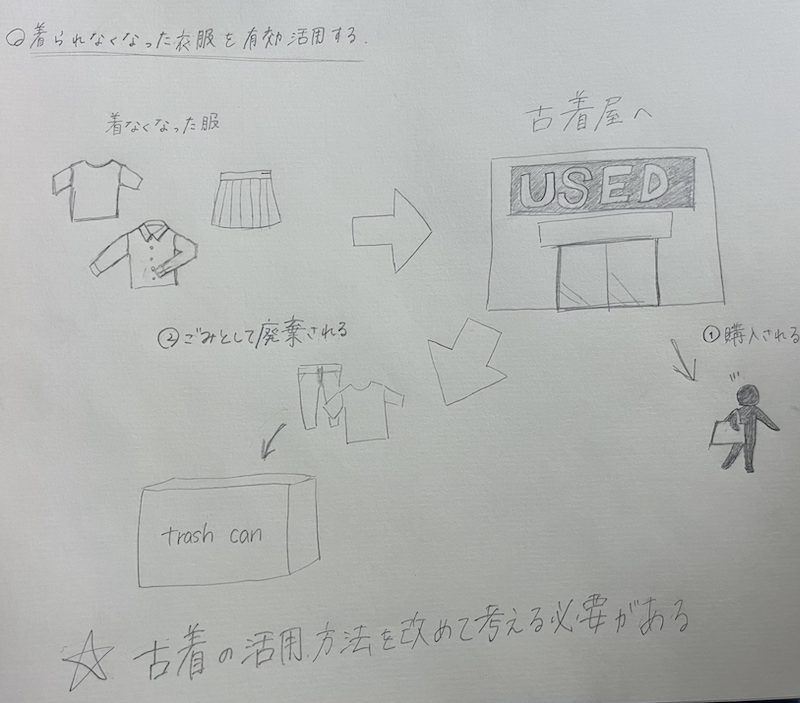 ○着られなくなった衣服を有効活用する.
着なくなった服
古着屋へ
USED
②ごみとして廃棄される
①購入される
trash can
☆古着の活用方法を改めて考える必要がある